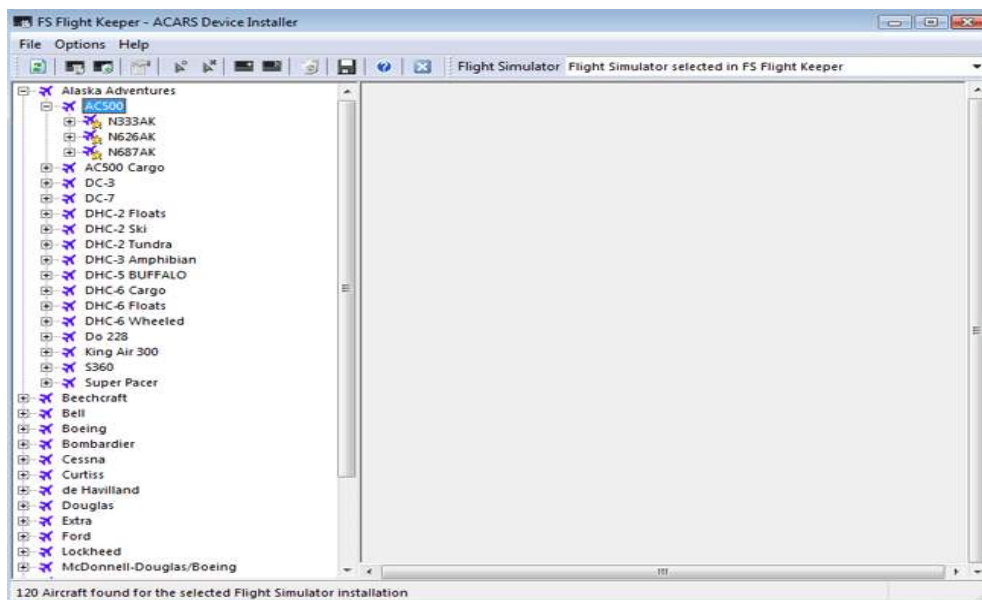 FS Flight Keeper - ACARS Device Installer
File Options Help
Flight Simulator Flight Simulator selected in FS Flight Keeper
Alaska Adventures
AC500
N333AK
N626AK
N687AK
AC500 Cargo
DC-3
DC-7
DHC-2 Floats
DHC-2 Ski
DHC-2 Tundra
DHC-3 Amphibian
DHC-5 BUFFALO
DHC-6 Cargo
DHC-6 Floats
DHC-6 Wheeled
Do 228
King Air 300
S360
Super Pacer
Beechcraft
Bell
Boeing
Bombardier
Cessna
Curtiss
de Havilland
Douglas
Extra
Ford
Lockheed
McDonnell-Douglas/Boeing
120 Aircraft found for the selected Flight Simulator installation